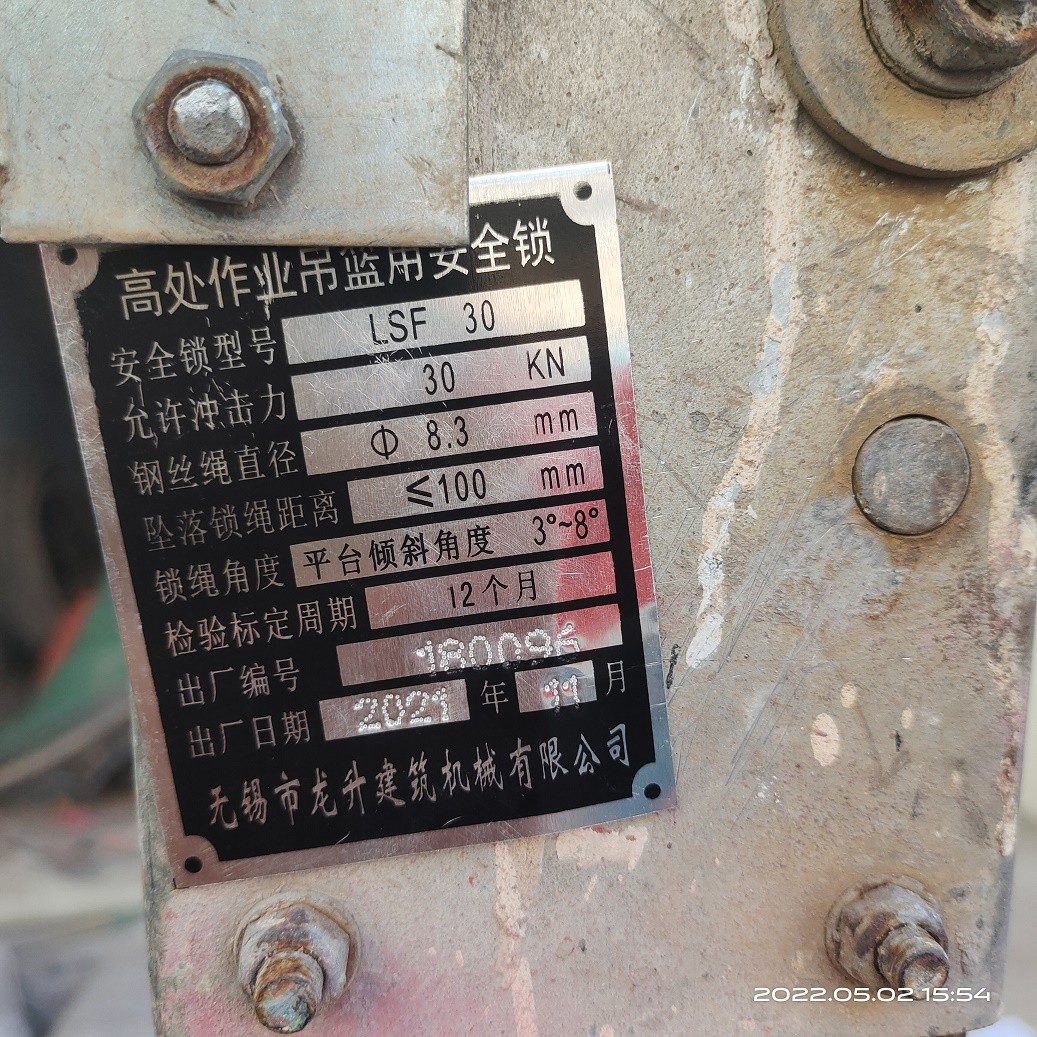 高处作业吊篮用安全锁
安全锁型号 LSF 30
允许冲击力 30 KN
钢丝绳直径 Φ 8.3 mm
坠落锁绳距离 ≤100 mm
锁绳角度 平台倾斜角度 3°~8°
检验标定周期 12个月
出厂编号 180096
出厂日期 2021 年 11 月
无锡市龙升建筑机械有限公司
2022.05.02 15:54